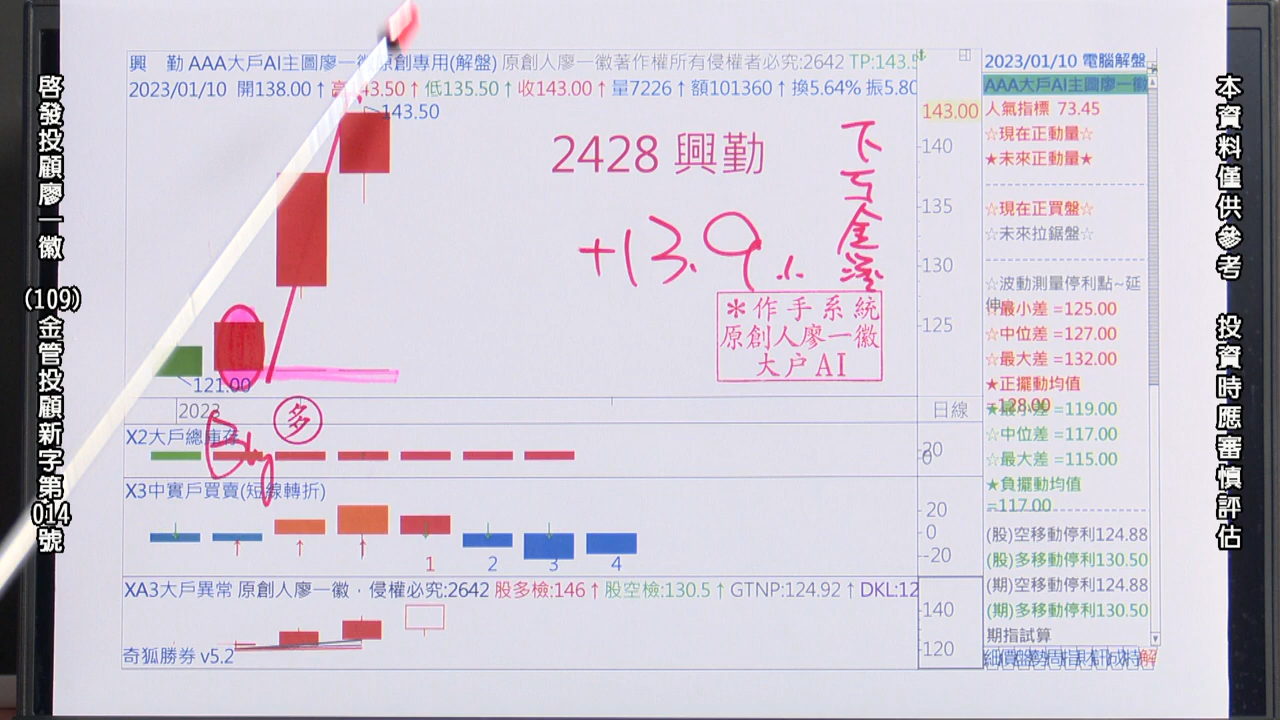 啓發投顧廖一徽
(109)金管投顧新字第014號
興 勤 AAA大戶AI主圖廖一徽原創專用(解盤) 原創人廖一徽著作權所有侵權者必究:2642 TP:143.5
2023/01/10 開138.00↑高143.50↑低135.50↑收143.00↑量7226↑額101360↑換5.64% 振5.80
143.50
2428 興勤
+13.9
*作手系統
原創人廖一徽
大户AI
121.00
2023
多
日線
143.00
140
135
130
125
X2大戶總庫存
Buy
20
0
X3中實戶買賣(短線轉折)
20
0
-20
1 2 3 4
XA3大戶異常 原創人廖一徽,侵權必究:2642 股多檢:146↑股空檢:130.5↑GTNP:124.92↑DKL:12
140
120
奇狐勝券 v5.2
2023/01/10 電腦解盤
AAA大戶AI主圖廖一徽
人氣指標 73.45
☆現在正動量☆
★未來正動量★
☆現在正買盤☆
☆未來拉鋸盤☆
☆波動測量停利點~延伸
☆最小差 =125.00
☆中位差 =127.00
☆最大差 =132.00
★正擺動均值
=128.00
★最小差 =119.00
☆中位差 =117.00
☆最大差 =115.00
★負擺動均值
=117.00
(股)空移動停利124.88
(股)多移動停利130.50
(期)空移動停利124.88
(期)多移動停利130.50
期指試算
本資料僅供參考 投資時應審慎評估